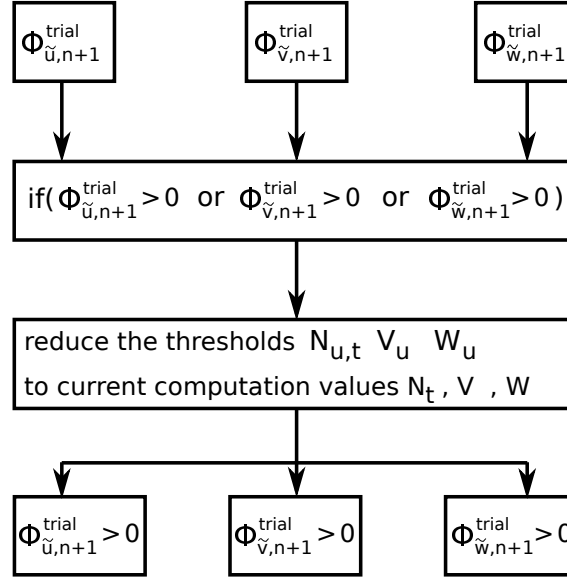 Φ^trial_ũ,n+1 Φ^trial_ṽ,n+1 Φ^trial_w̃,n+1
if( Φ^trial_ũ,n+1 >0 or Φ^trial_ṽ,n+1 >0 or Φ^trial_w̃,n+1 >0 )
reduce the thresholds N_u,t V_u W_u
to current computation values N_t , V , W
Φ^trial_ũ,n+1 >0 Φ^trial_ṽ,n+1 >0 Φ^trial_w̃,n+1 >0